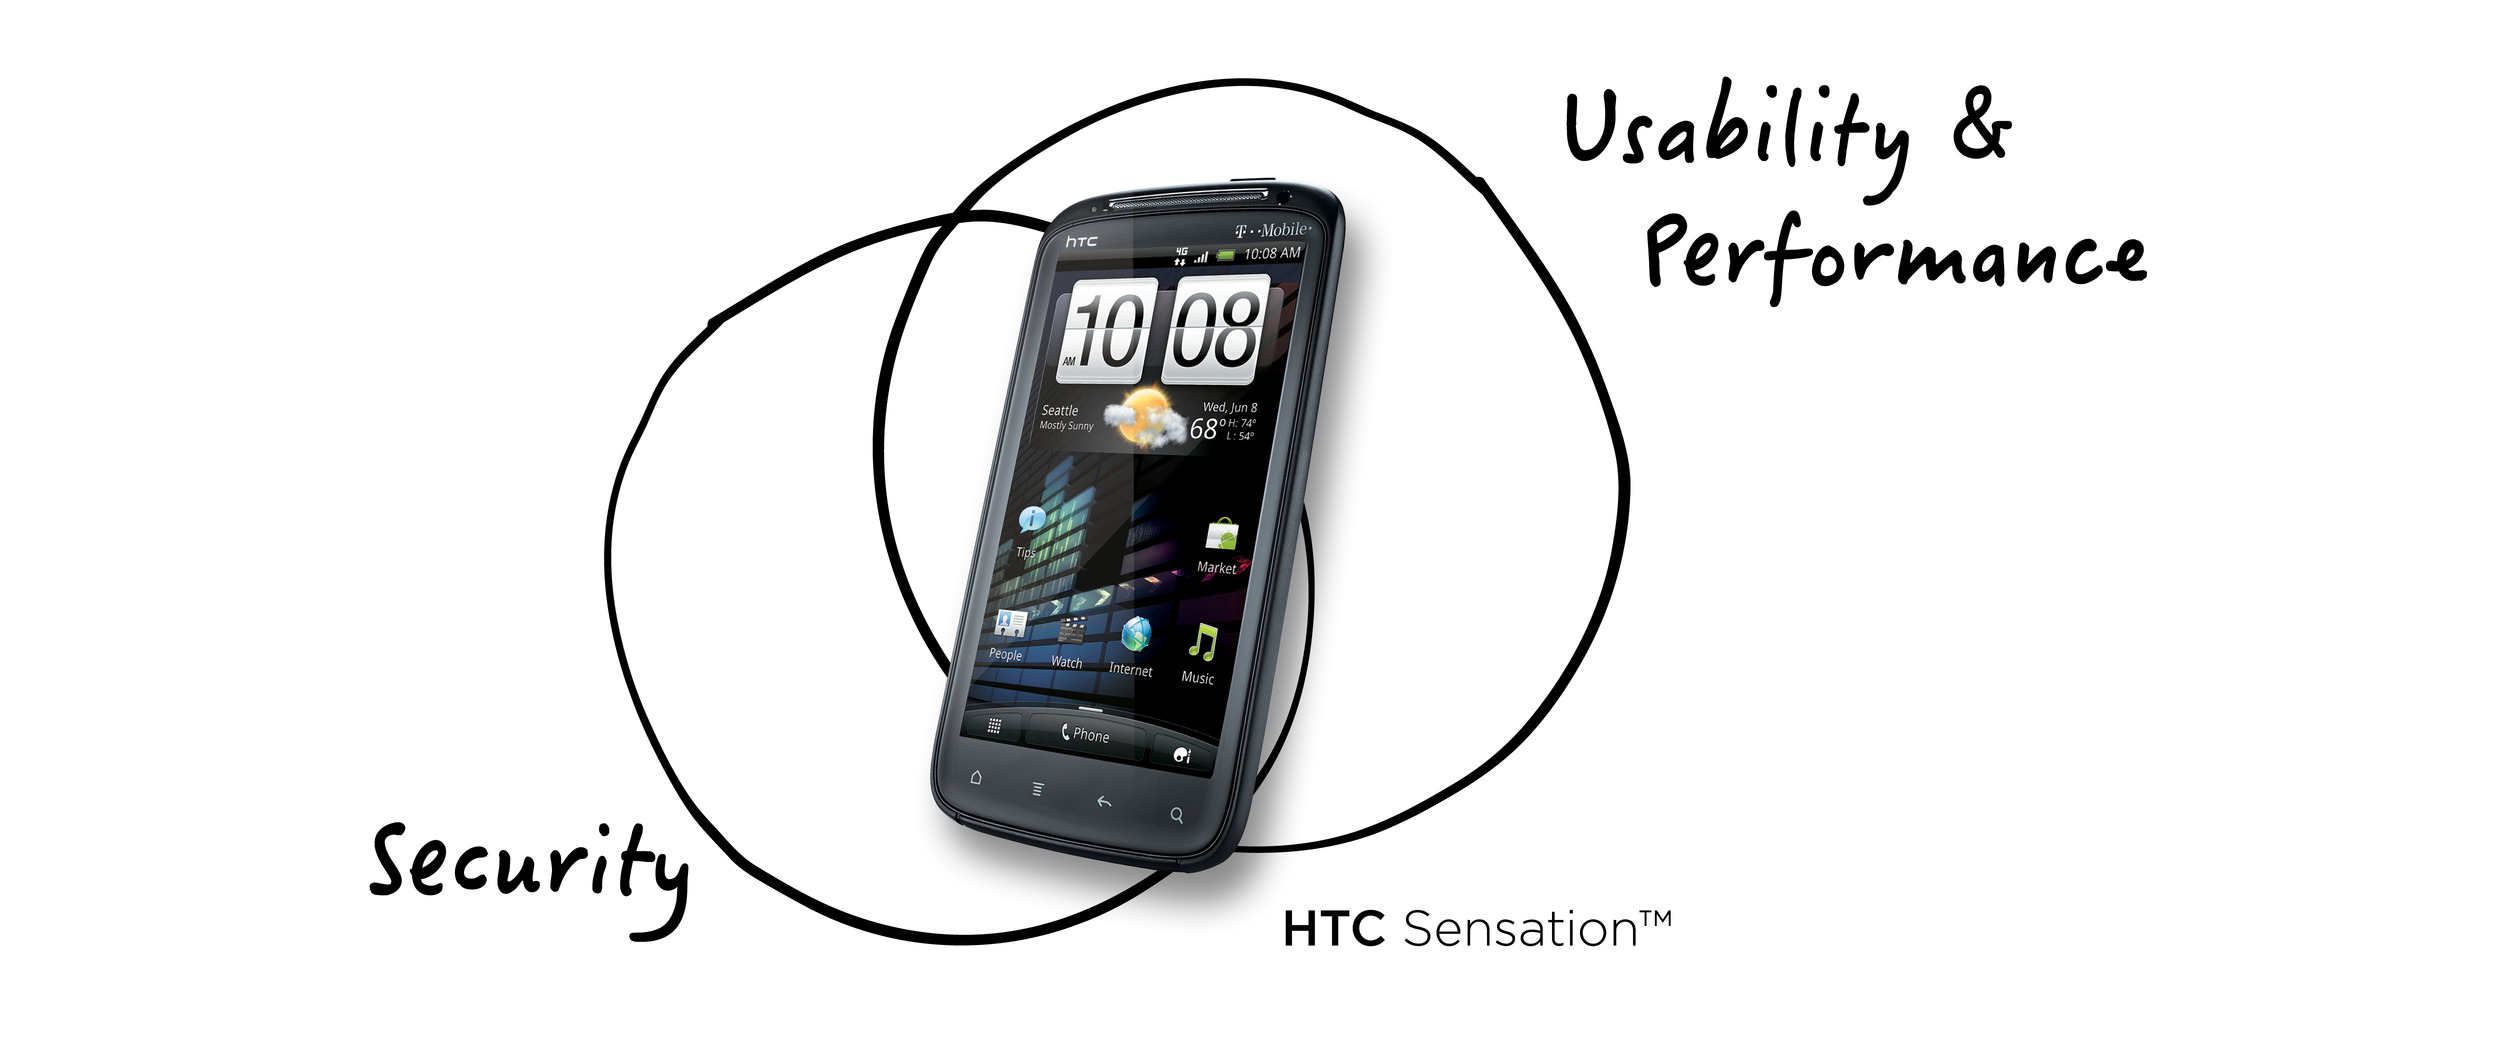 Usability &
Performance
hTC
T··Mobile·
4G 10:08 AM
AM 10 08
Seattle
Mostly Sunny
Wed, Jun 8
68° H: 74°
L: 54°
Tips
Market
People
Watch
Internet
Music
Phone
Security
HTC Sensation™